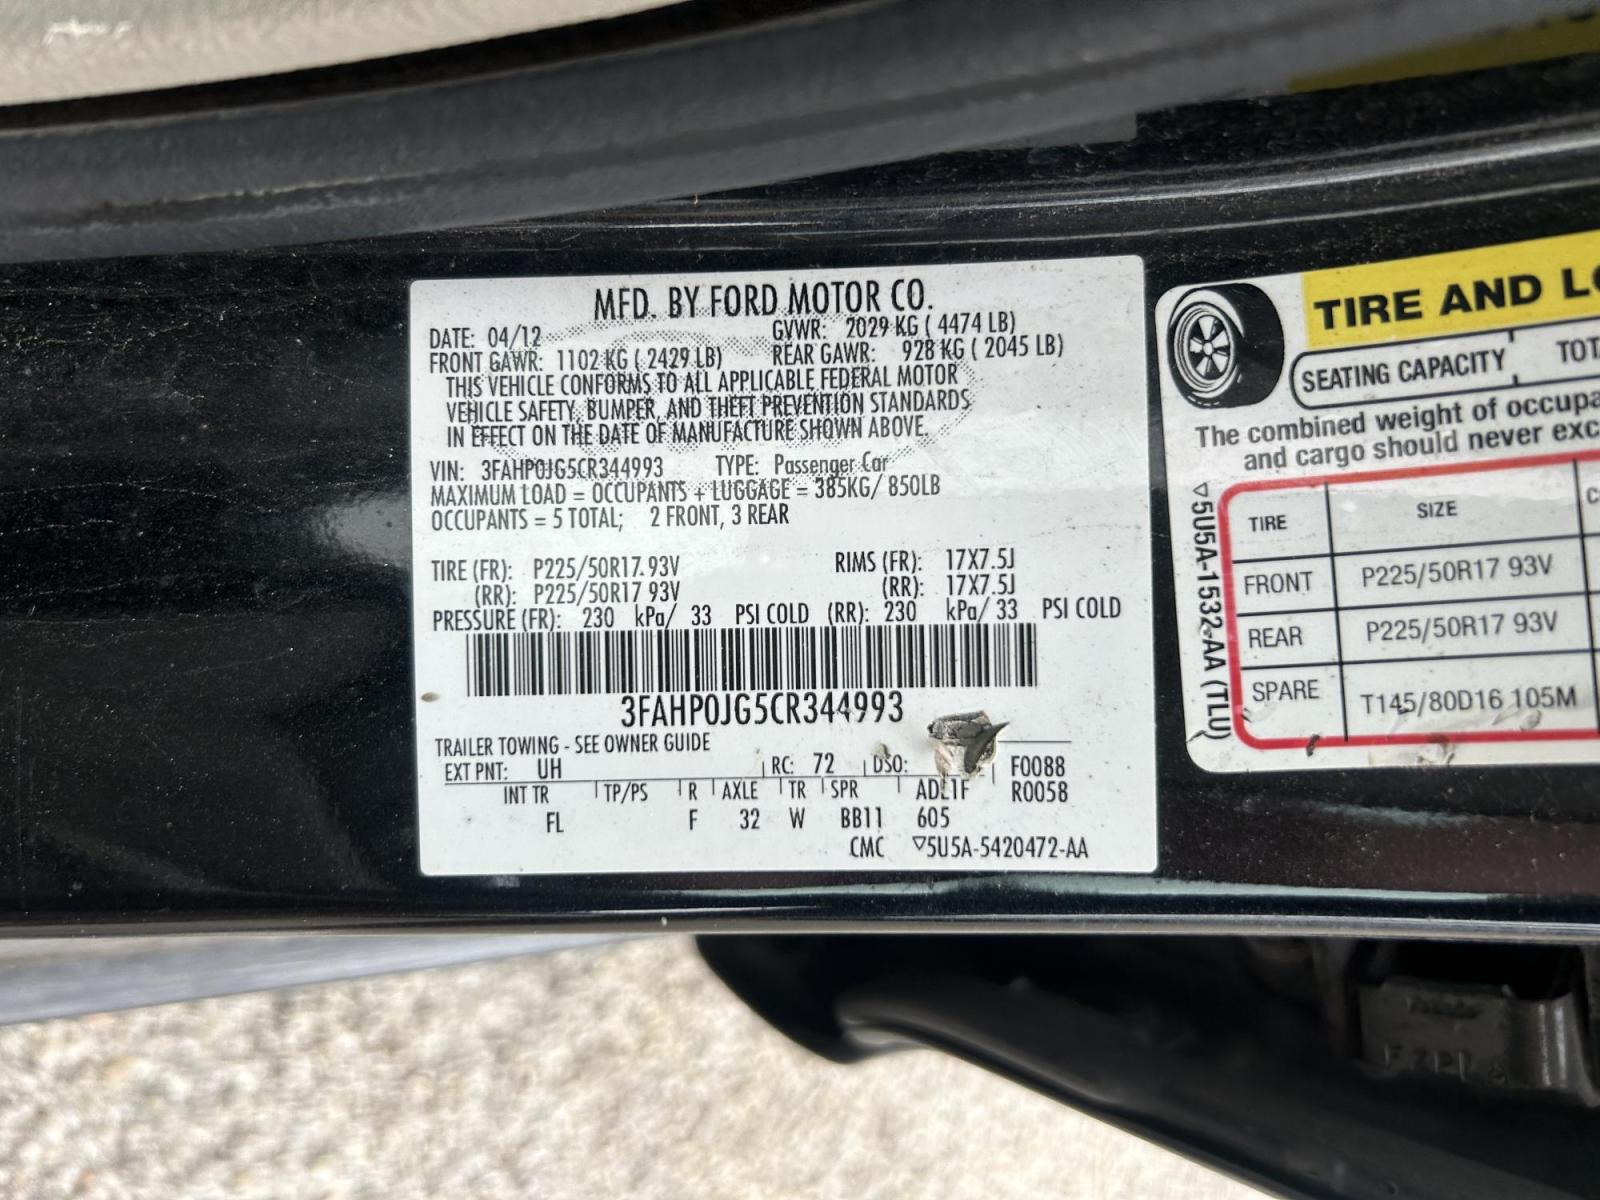 MFD. BY FORD MOTOR CO.
DATE: 04/12 GVWR: 2029 KG ( 4474 LB)
FRONT GAWR: 1102 KG ( 2429 LB) REAR GAWR: 928 KG ( 2045 LB)
THIS VEHICLE CONFORMS TO ALL APPLICABLE FEDERAL MOTOR
VEHICLE SAFETY, BUMPER, AND THEFT PREVENTION STANDARDS
IN EFFECT ON THE DATE OF MANUFACTURE SHOWN ABOVE.
VIN: 3FAHP0JG5CR344993 TYPE: Passenger Car
MAXIMUM LOAD = OCCUPANTS + LUGGAGE = 385KG/ 850LB
OCCUPANTS = 5 TOTAL; 2 FRONT, 3 REAR
TIRE (FR): P225/50R17 93V RIMS (FR): 17X7.5J
(RR): P225/50R17 93V (RR): 17X7.5J
PRESSURE (FR): 230 kPa/ 33 PSI COLD (RR): 230 kPa/ 33 PSI COLD
3FAHP0JG5CR344993
TRAILER TOWING - SEE OWNER GUIDE
EXT PNT: UH RC: 72 DSO: F0088
INT TR TP/PS R AXLE TR SPR R0058
FL F 32 W BB11 605
CMC ▽5U5A-5420472-AA
TIRE AND
SEATING CAPACITY
The combined weight of
and cargo should never
▽5U5A-1532-AA (TLU)
TIRE SIZE
FRONT P225/50R17 93V
REAR P225/50R17 93V
SPARE T145/80D16 105M